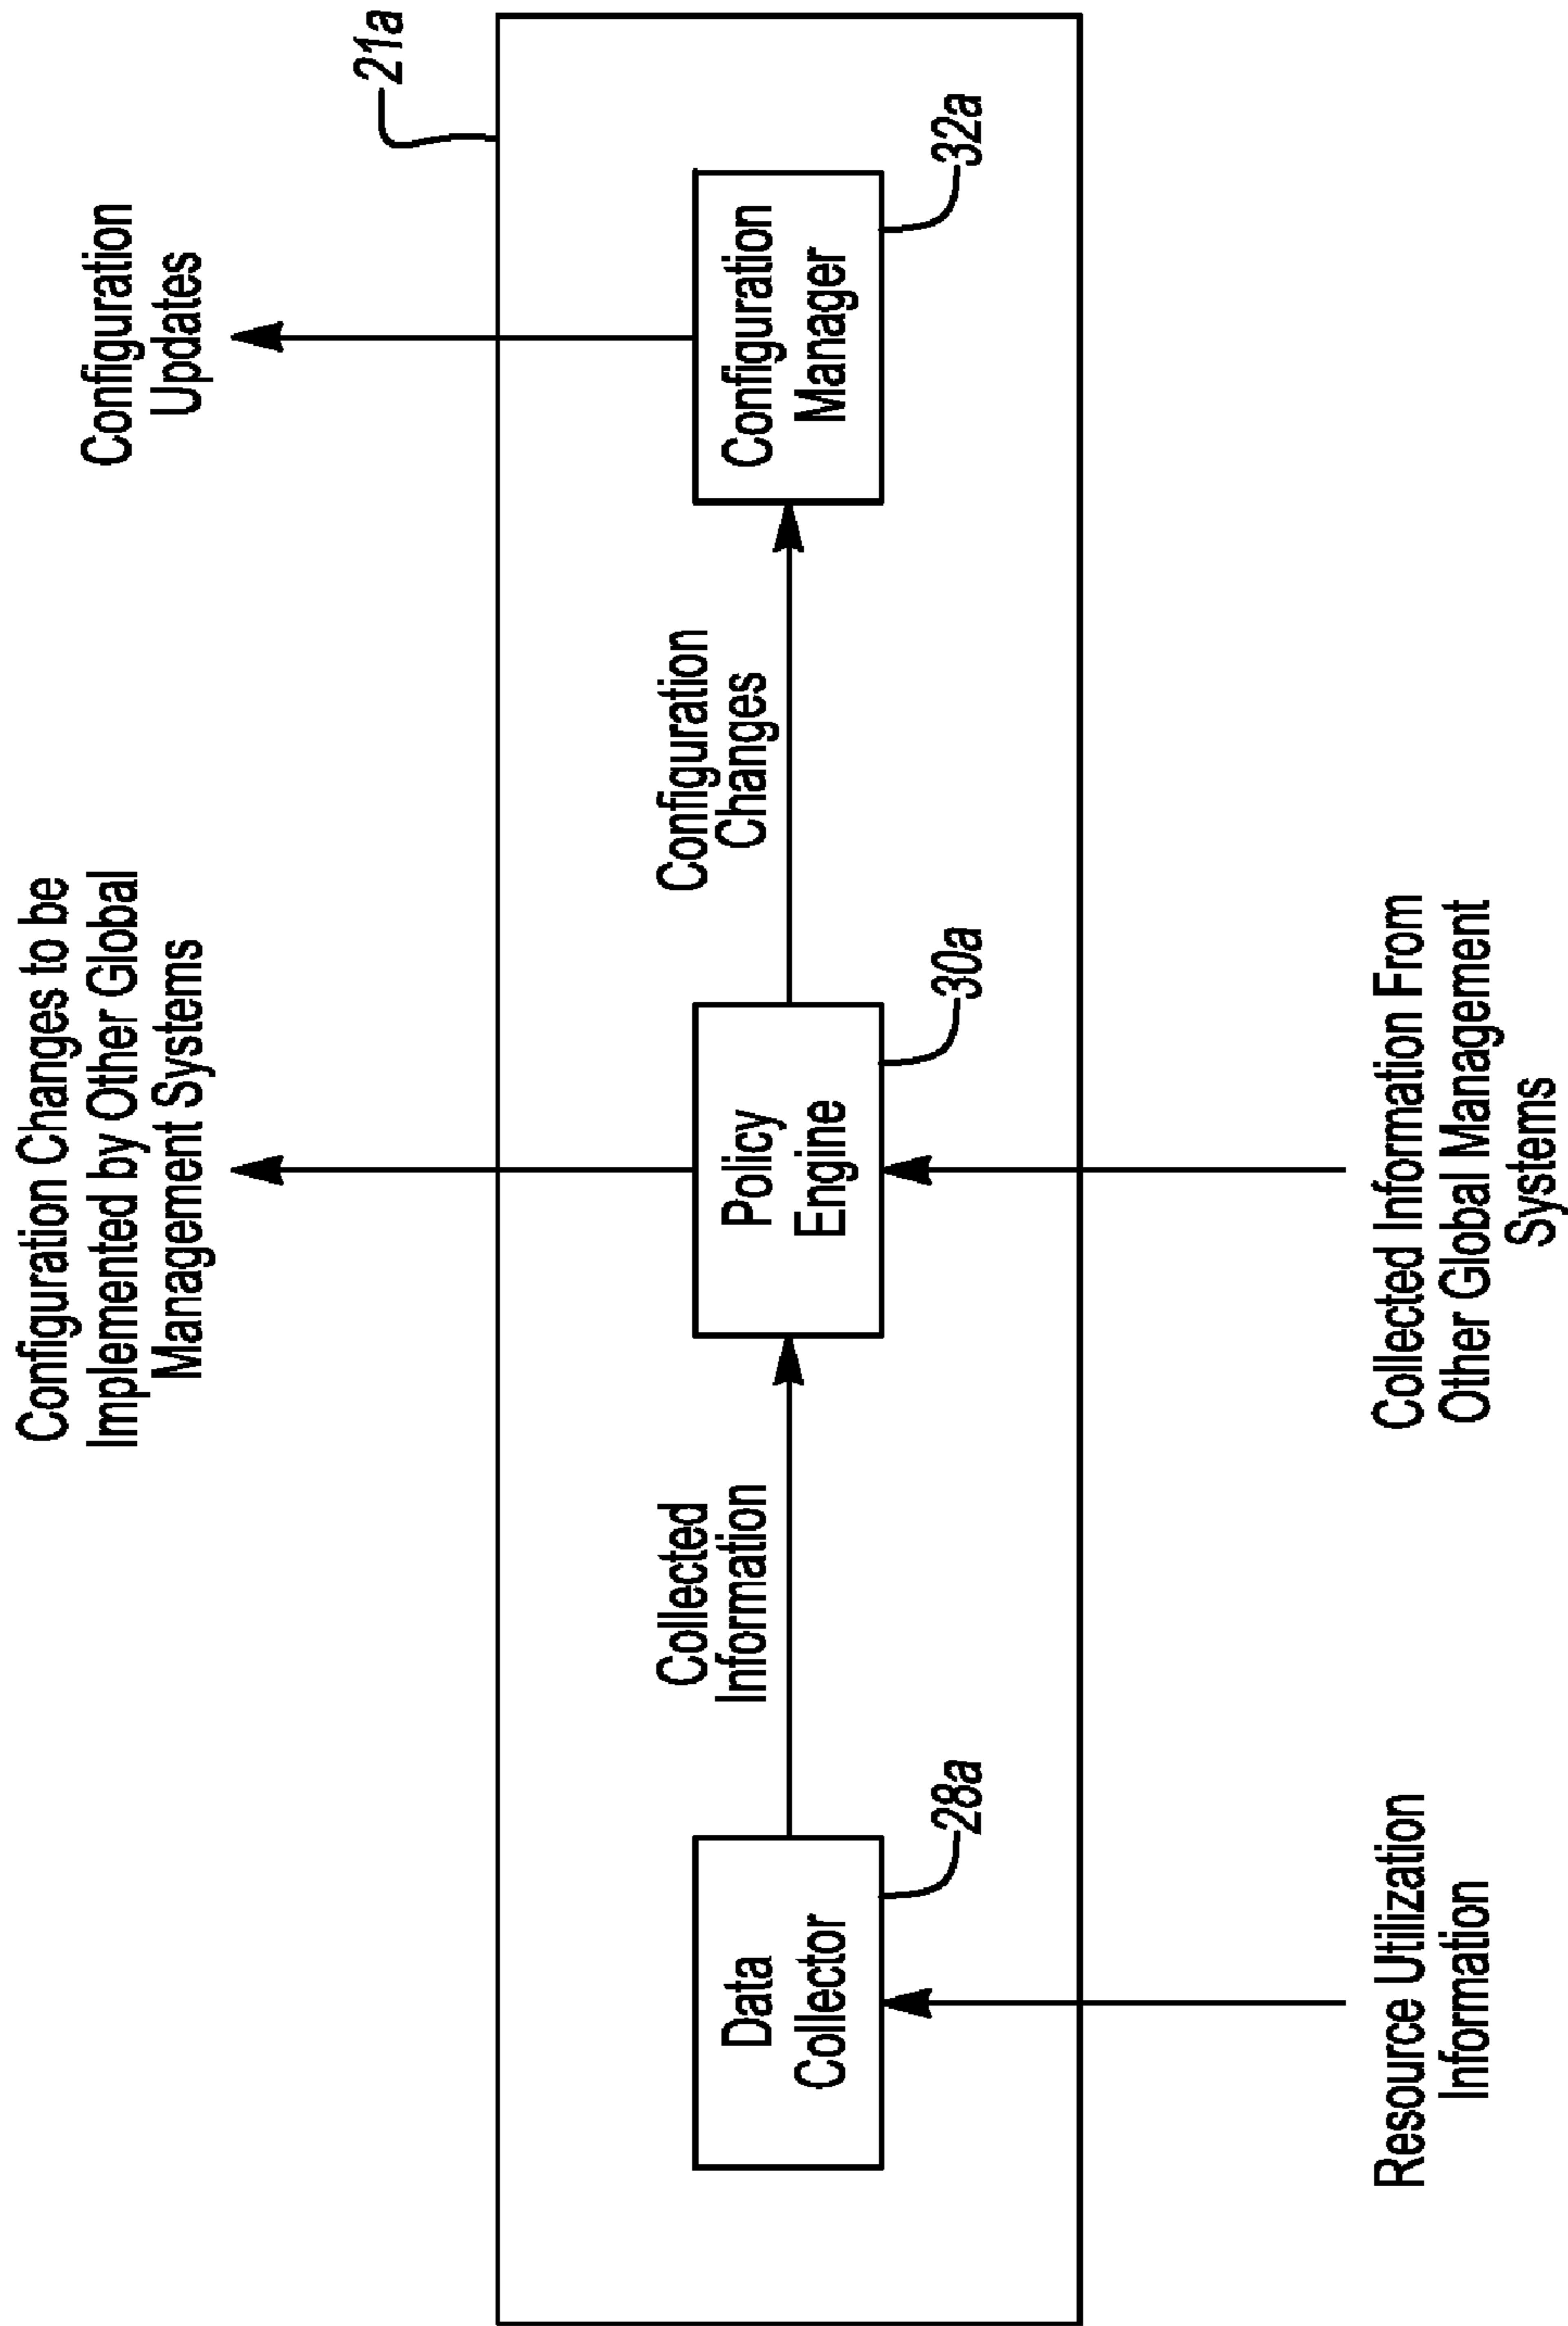 Configuration Changes to be
Implemented by Other Global
Management Systems
Configuration
Updates
21a
Collected
Information
Configuration
Changes
Data
Collector
28a
Policy
Engine
30a
Configuration
Manager
32a
Resource Utilization
Information
Collected Information From
Other Global Management
Systems